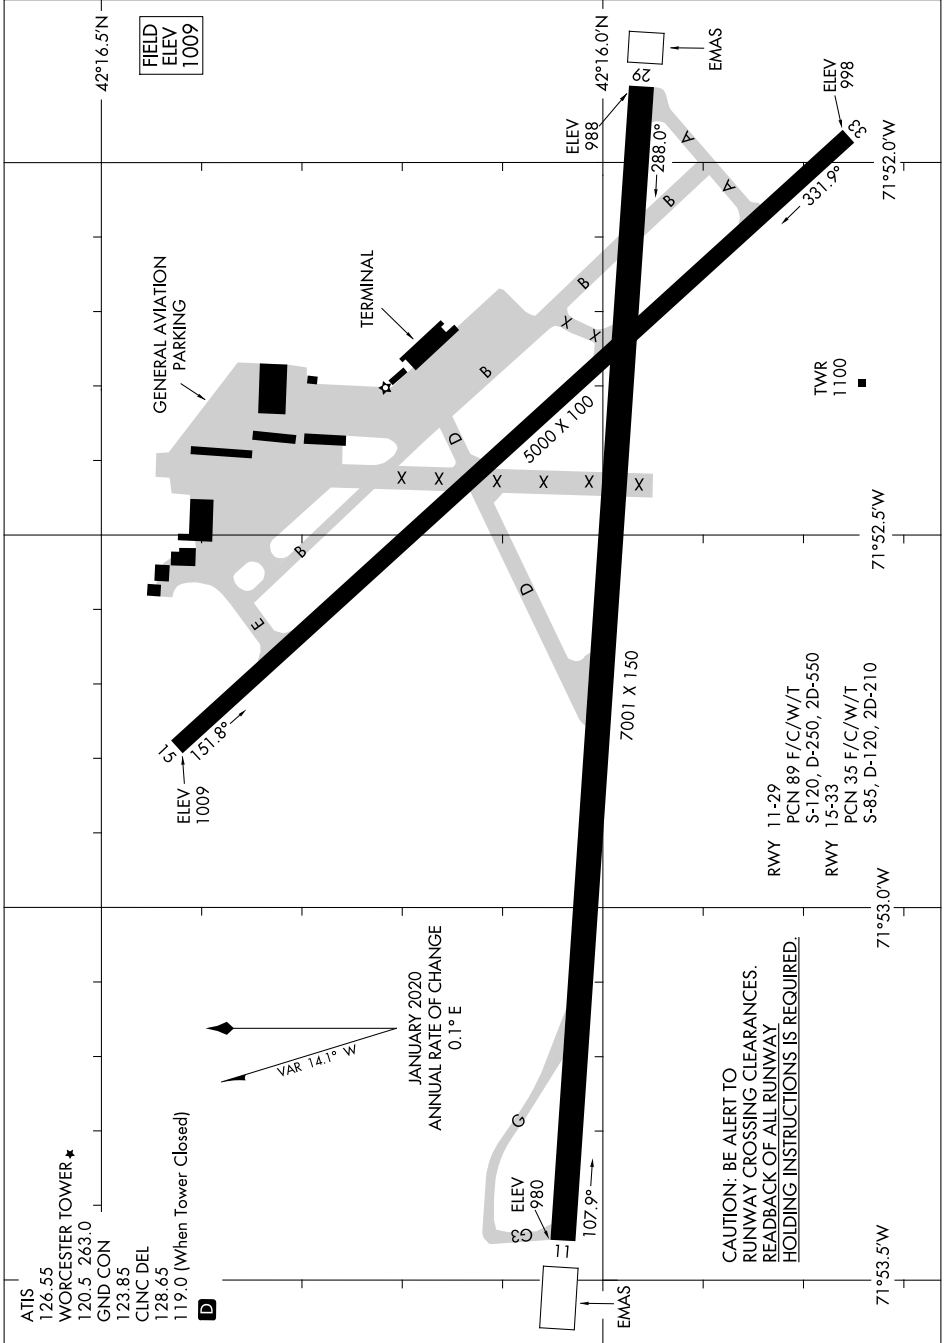 ATIS
126.55
WORCESTER TOWER★
120.5 263.0
GND CON
123.85
CLNC DEL
128.65
119.0 (When Tower Closed)
D
VAR 14.1° W
JANUARY 2020
ANNUAL RATE OF CHANGE
0.1° E
FIELD
ELEV
1009
42°16.5'N
42°16.0'N
GENERAL AVIATION
PARKING
TERMINAL
ELEV
1009
15
151.8°
E
B
B
B
B
D
D
X
X
X
X
X
X
X
X
5000 X 100
7001 X 150
A
A
ELEV
988
29
288.0°
EMAS
ELEV
998
33
331.9°
TWR
1100
G
G3
ELEV
980
11
107.9°
EMAS
CAUTION: BE ALERT TO
RUNWAY CROSSING CLEARANCES.
READBACK OF ALL RUNWAY
HOLDING INSTRUCTIONS IS REQUIRED.
RWY 11-29
PCN 89 F/C/W/T
S-120, D-250, 2D-550
RWY 15-33
PCN 35 F/C/W/T
S-85, D-120, 2D-210
71°53.5'W
71°53.0'W
71°52.5'W
71°52.0'W